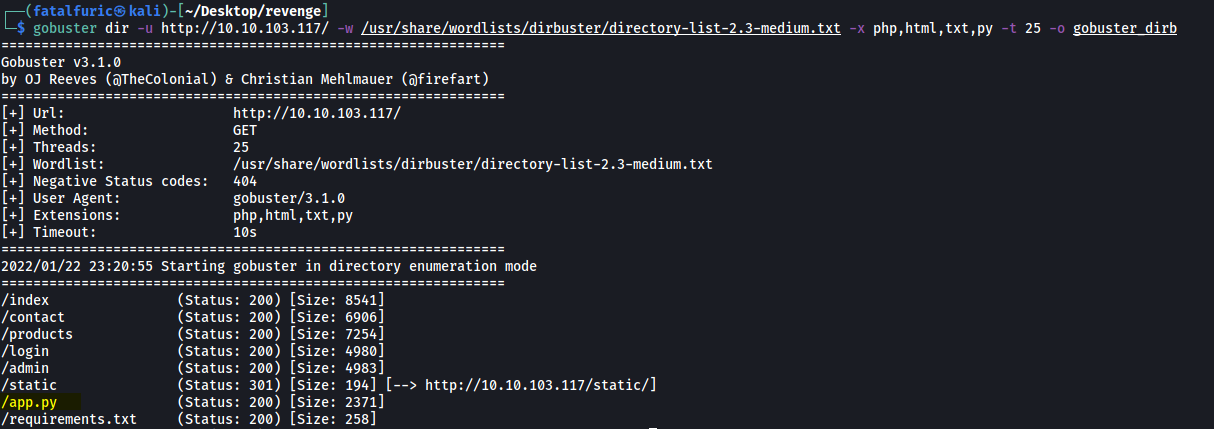 ┌──(fatalfuric㉿kali)-[~/Desktop/revenge]
└─$ gobuster dir -u http://10.10.103.117/ -w /usr/share/wordlists/dirbuster/directory-list-2.3-medium.txt -x php,html,txt,py -t 25 -o gobuster_dirb
===============================================================
Gobuster v3.1.0
by OJ Reeves (@TheColonial) & Christian Mehlmauer (@firefart)
===============================================================
[+] Url:                     http://10.10.103.117/
[+] Method:                  GET
[+] Threads:                 25
[+] Wordlist:                /usr/share/wordlists/dirbuster/directory-list-2.3-medium.txt
[+] Negative Status codes:   404
[+] User Agent:              gobuster/3.1.0
[+] Extensions:              php,html,txt,py
[+] Timeout:                 10s
===============================================================
2022/01/22 23:20:55 Starting gobuster in directory enumeration mode
===============================================================
/index                (Status: 200) [Size: 8541]
/contact              (Status: 200) [Size: 6906]
/products             (Status: 200) [Size: 7254]
/login                (Status: 200) [Size: 4980]
/admin                (Status: 200) [Size: 4983]
/static               (Status: 301) [Size: 194] [--> http://10.10.103.117/static/]
/app.py               (Status: 200) [Size: 2371]
/requirements.txt     (Status: 200) [Size: 258]